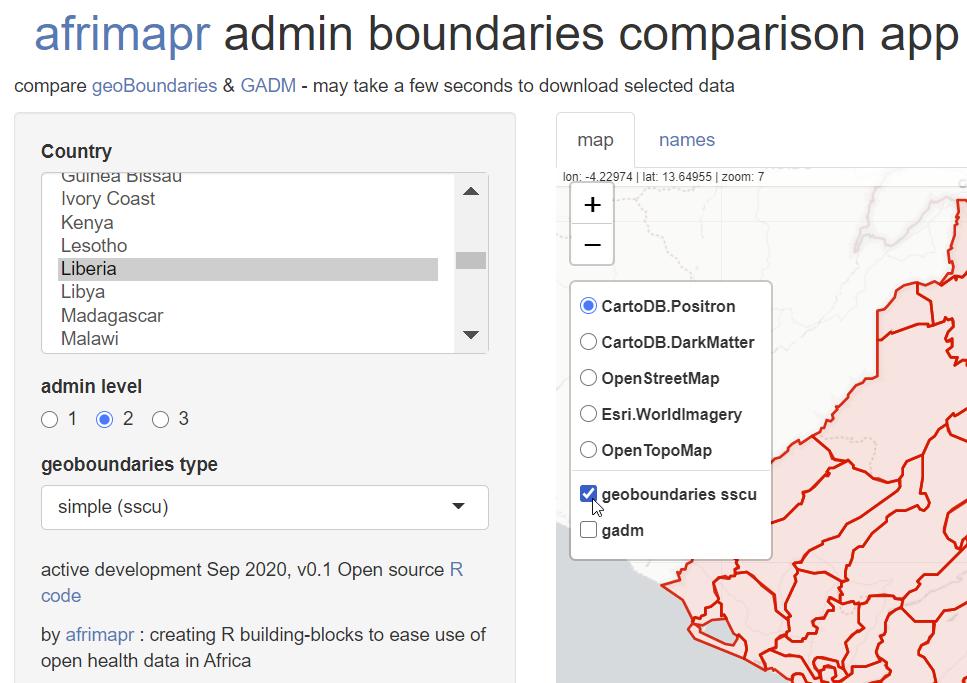 afrimapr admin boundaries comparison app
compare geoBoundaries & GADM - may take a few seconds to download selected data
Country
Guinea Bissau
Ivory Coast
Kenya
Lesotho
Liberia
Libya
Madagascar
Malawi
admin level
1 2 3
geoboundaries type
simple (sscu)
active development Sep 2020, v0.1 Open source R
code
by afrimapr : creating R building-blocks to ease use of
open health data in Africa
map names
lon: -4.22974 | lat: 13.64955 | zoom: 7
+
−
CartoDB.Positron
CartoDB.DarkMatter
OpenStreetMap
Esri.WorldImagery
OpenTopoMap
geoboundaries sscu
gadm